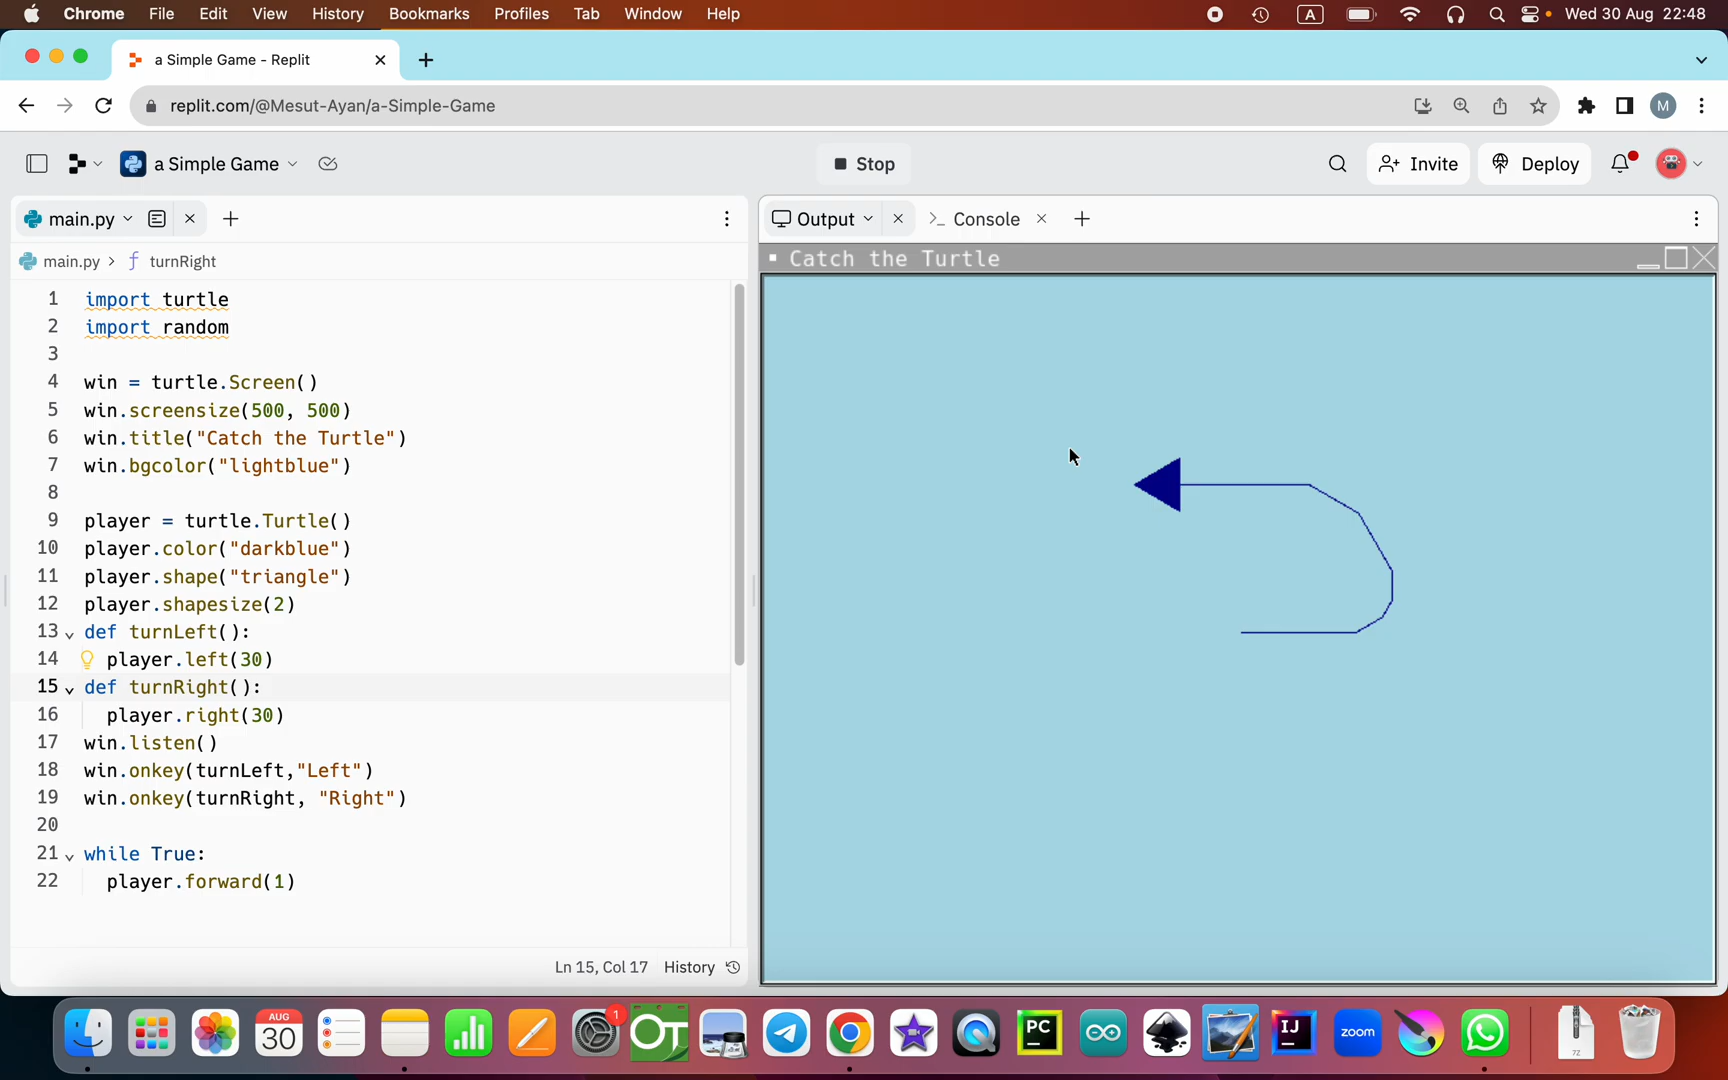 Chrome File Edit View History Bookmarks Profiles Tab Window Help A Wed 30 Aug 22:48
a Simple Game - Replit
replit.com/@Mesut-Ayan/a-Simple-Game M
a Simple Game Stop Invite Deploy
main.py
Output Console
main.py > f turnRight
Catch the Turtle
1 import turtle
2 import random
3
4 win = turtle.Screen()
5 win.screensize(500, 500)
6 win.title("Catch the Turtle")
7 win.bgcolor("lightblue")
8
9 player = turtle.Turtle()
10 player.color("darkblue")
11 player.shape("triangle")
12 player.shapesize(2)
13 def turnLeft():
14 player.left(30)
15 def turnRight():
16 player.right(30)
17 win.listen()
18 win.onkey(turnLeft,"Left")
19 win.onkey(turnRight, "Right")
20
21 while True:
22 player.forward(1)
Ln 15, Col 17 History
AUG
30
1
OT
PC
IJ
zoom
7Z